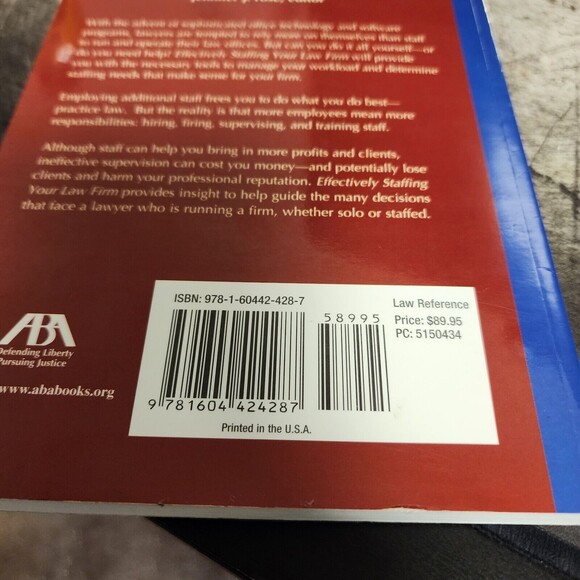 With the advent of sophisticated office technology and software
programs, lawyers are tempted to rely more on themselves than staff
to run and operate their law offices. But can you do it all yourself—or
do you need help? Effectively Staffing Your Law Firm will provide
you with the necessary tools to manage your workload and determine
staffing needs that make sense for your firm.
Employing additional staff frees you to do what you do best—
practice law. But the reality is that more employees mean more
responsibilities: hiring, firing, supervising, and training staff.
Although staff can help you bring in more profits and clients,
ineffective supervision can cost you money—and potentially lose
clients and harm your professional reputation. Effectively Staffing
Your Law Firm provides insight to help guide the many decisions
that face a lawyer who is running a firm, whether solo or staffed.
ISBN: 978-1-60442-428-7
58995
9 781604 424287
Printed in the U.S.A.
Law Reference
Price: $89.95
PC: 5150434
ABA
Defending Liberty
Pursuing Justice
www.ababooks.org